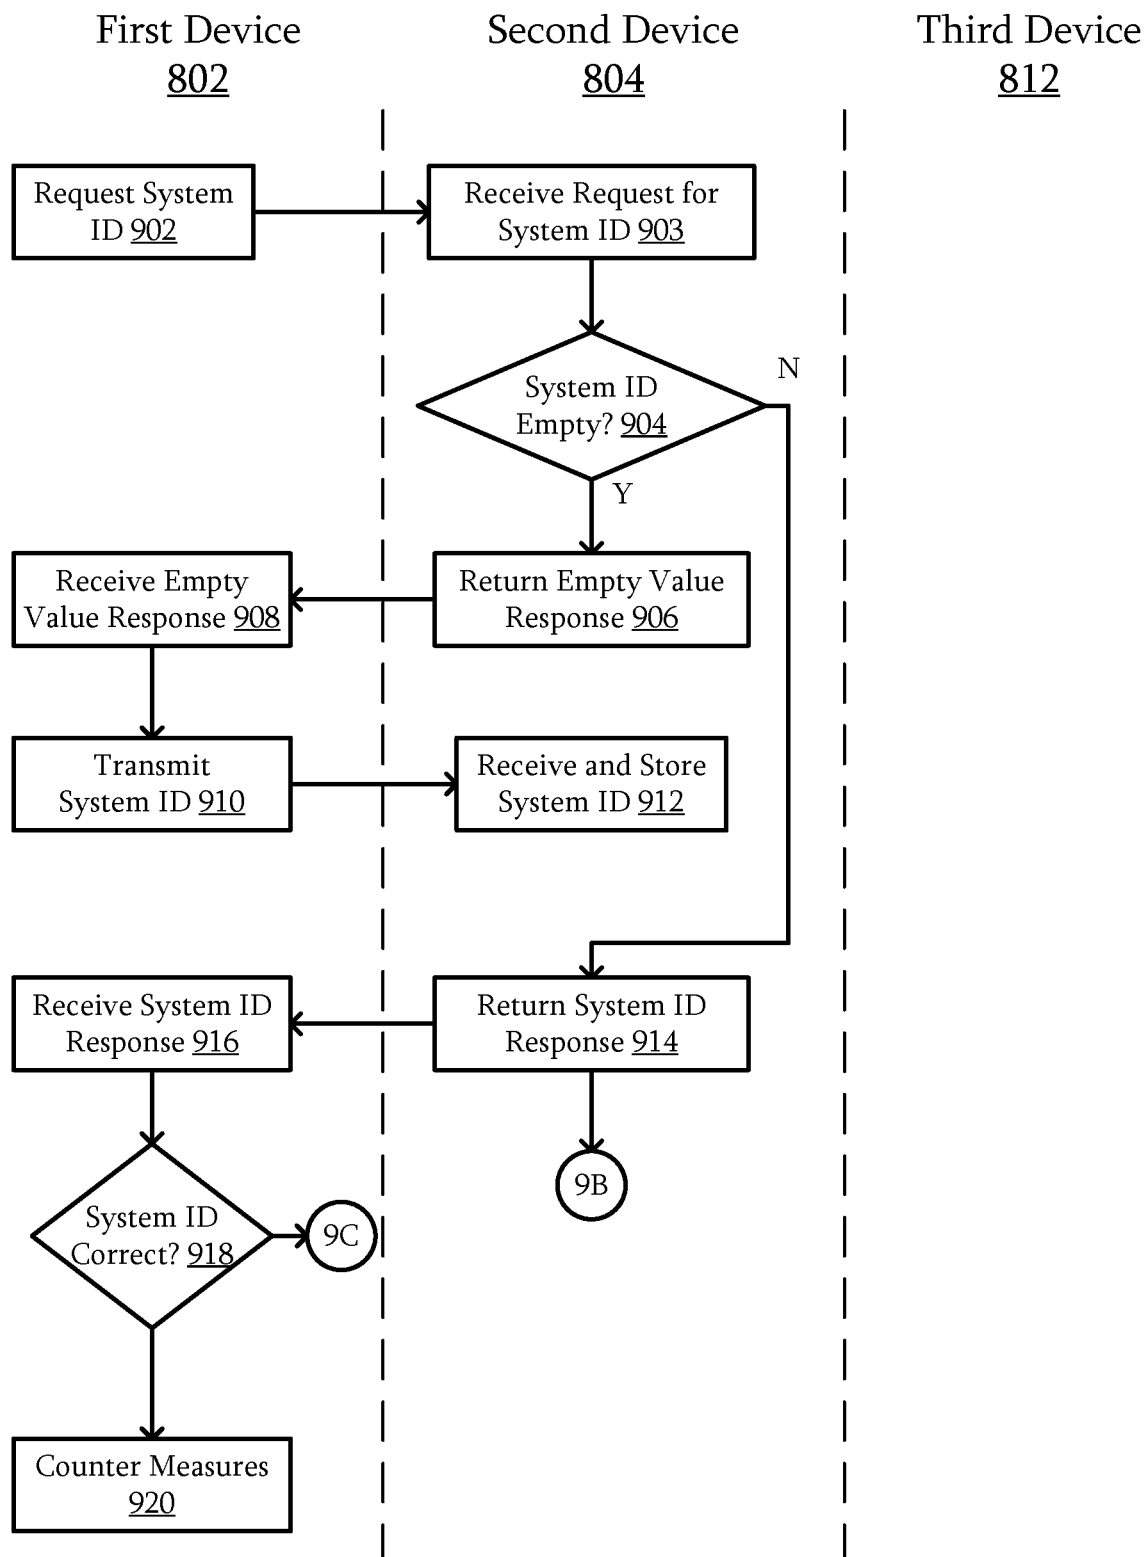 First Device
802
Second Device
804
Third Device
812
Request System
ID 902
Receive Request for
System ID 903
System ID
Empty? 904
N
Y
Receive Empty
Value Response 908
Return Empty Value
Response 906
Transmit
System ID 910
Receive and Store
System ID 912
Receive System ID
Response 916
Return System ID
Response 914
9B
System ID
Correct? 918
9C
Counter Measures
920